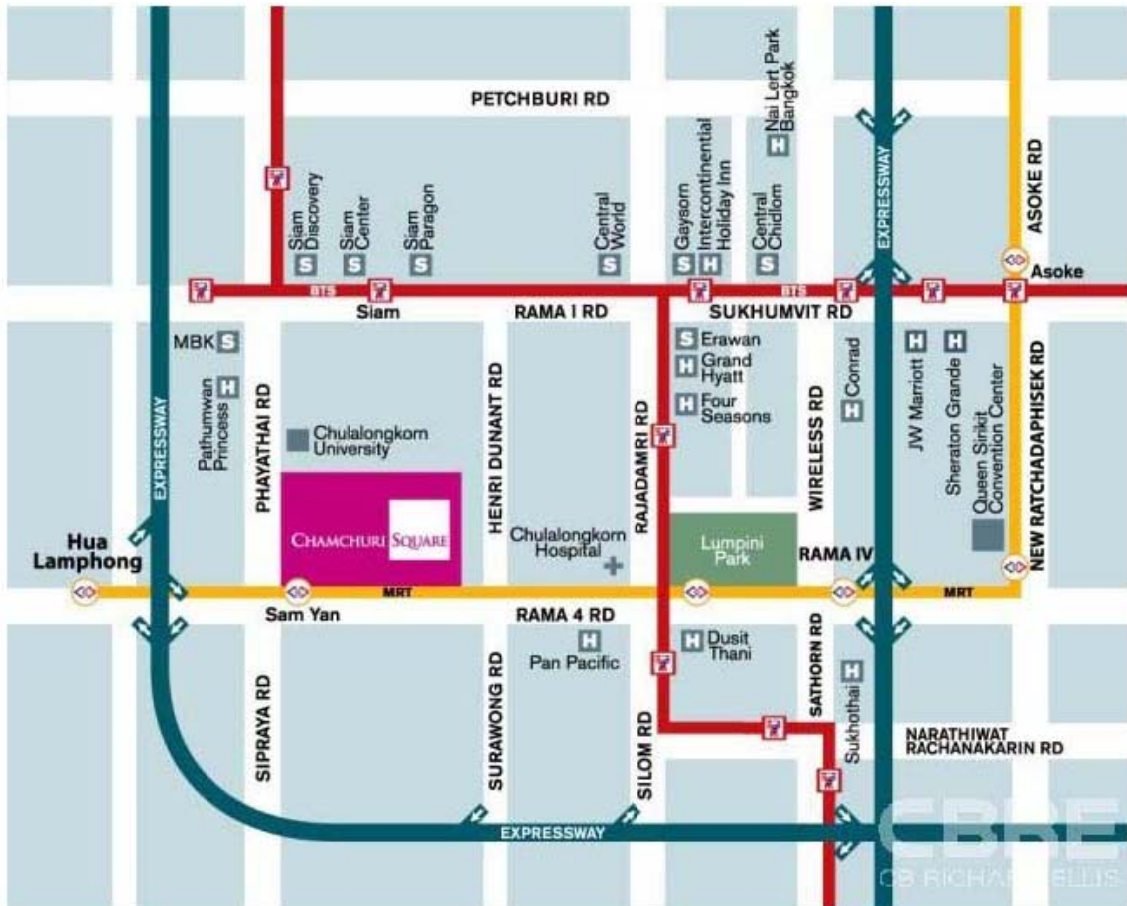 PETCHBURI RD
Nai Lert Park
Bangkok
EXPRESSWAY
ASOKE RD
Siam
Discovery
Siam
Center
Siam
Paragon
Central
World
Gaysorn
Intercontinental
Holiday Inn
Central
Chidlom
S
S
S
S
S
H
S
H
Asoke
BTS
BTS
Siam
RAMA I RD
SUKHUMVIT RD
MBK S
H
Pathumwan
Princess
EXPRESSWAY
PHAYATHAI RD
Chulalongkorn
University
HENRI DUNANT RD
RAJADAMRI RD
S Erawan
H Grand
Hyatt
H Four
Seasons
WIRELESS RD
Conrad
H
H
JW Marriott
H
Sheraton Grande
Queen Sirikit
Convention Center
NEW RATCHADAPHISEK RD
CHAMCHURI SQUARE
Chulalongkorn
Hospital
Lumpini
Park
RAMA IV
Hua
Lamphong
MRT
MRT
Sam Yan
RAMA 4 RD
H
Pan Pacific
H Dusit
Thani
SATHORN RD
H
Sukhothai
SIPRAYA RD
SURAWONG RD
SILOM RD
NARATHIWAT
RACHANAKARIN RD
EXPRESSWAY
CBRE
CB RICHARD ELLIS